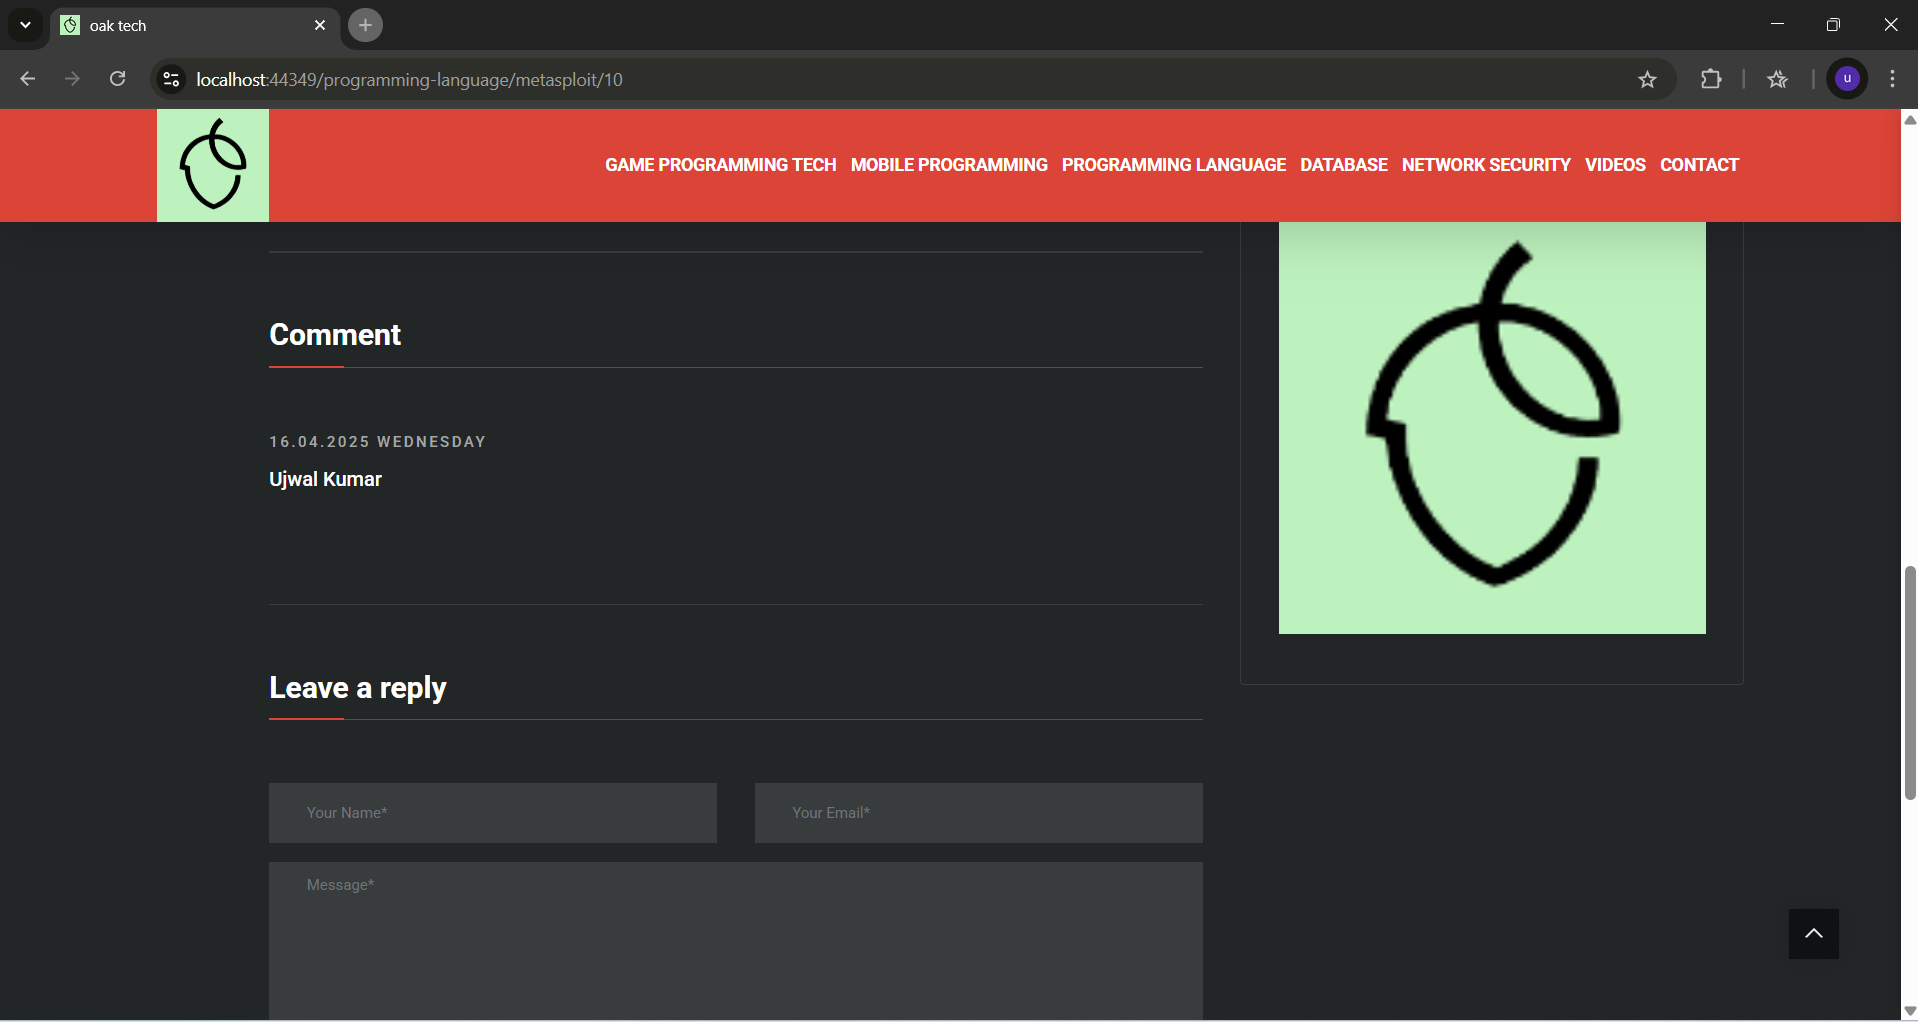 oak tech
localhost:44349/programming-language/metasploit/10
u
GAME PROGRAMMING TECH MOBILE PROGRAMMING PROGRAMMING LANGUAGE DATABASE NETWORK SECURITY VIDEOS CONTACT
Comment
16.04.2025 WEDNESDAY
Ujwal Kumar
Leave a reply
Your Name* Your Email*
Message*